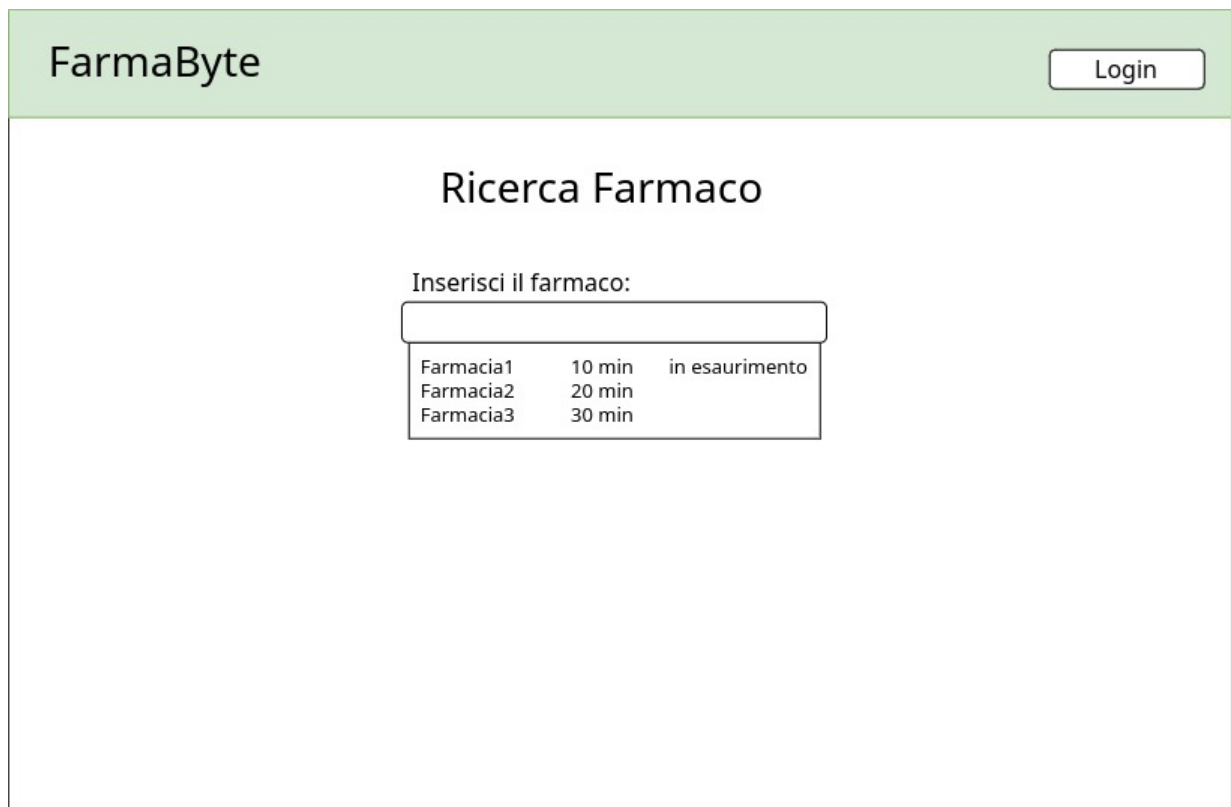 FarmaByte
Login
Ricerca Farmaco
Inserisci il farmaco:
Farmacia1 10 min in esaurimento
Farmacia2 20 min
Farmacia3 30 min